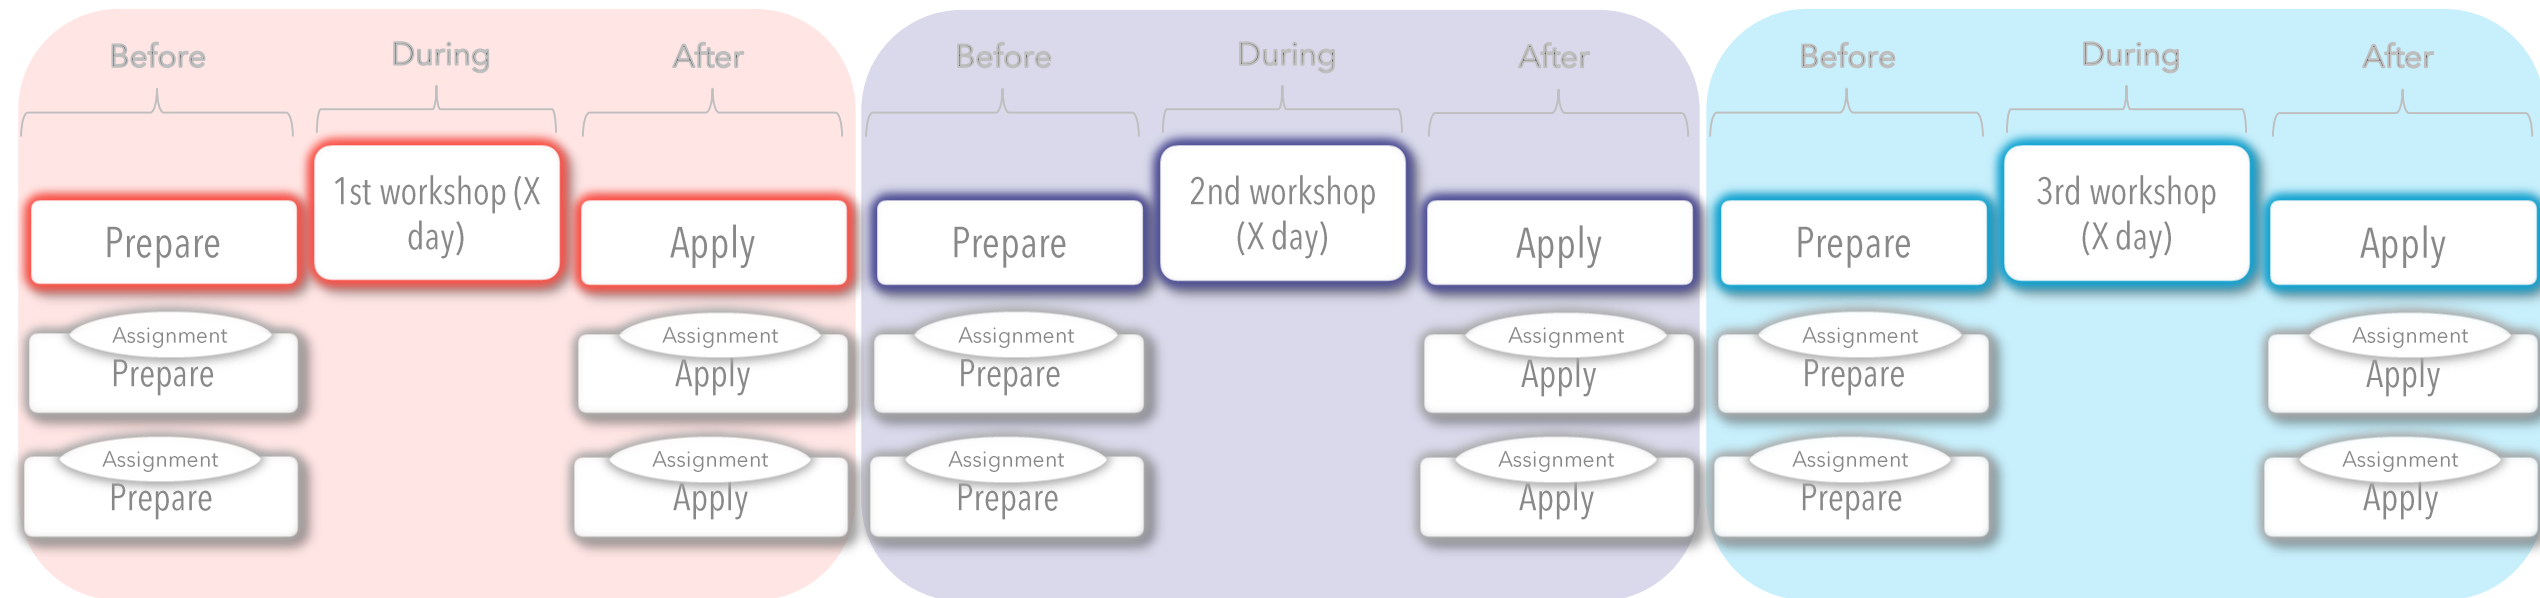 Before
During
After
Before
During
After
Before
During
After
Prepare
1st workshop (X
day)
Apply
Prepare
2nd workshop
(X day)
Apply
Prepare
3rd workshop
(X day)
Apply
Assignment
Prepare
Assignment
Apply
Assignment
Prepare
Assignment
Apply
Assignment
Prepare
Assignment
Apply
Assignment
Prepare
Assignment
Apply
Assignment
Prepare
Assignment
Apply
Assignment
Prepare
Assignment
Apply